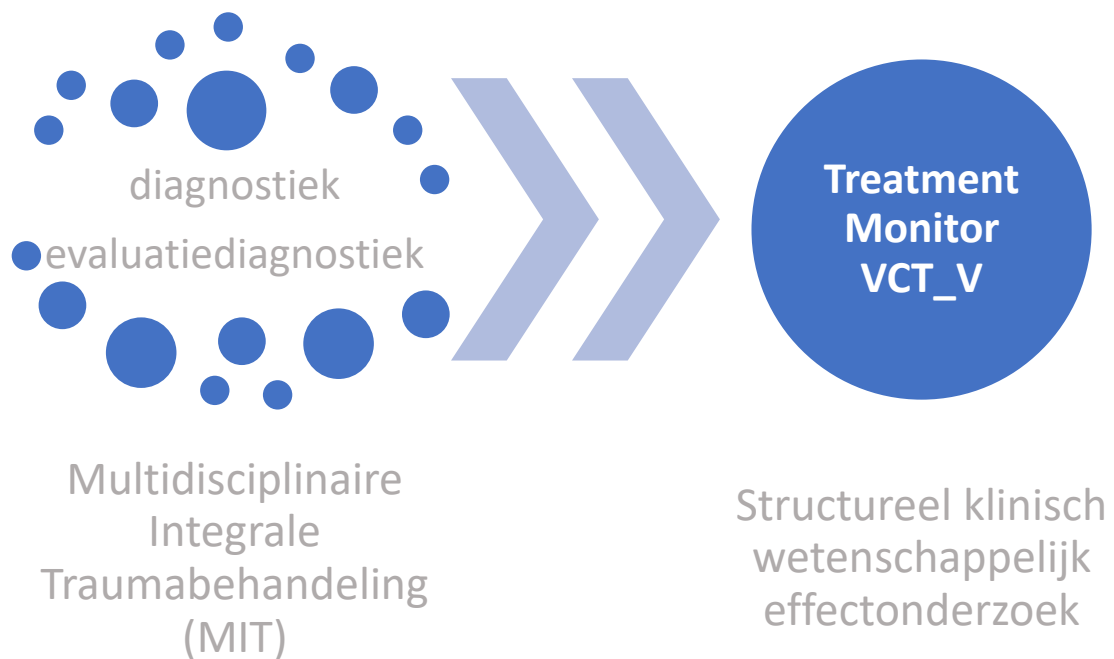 diagnostiek
evaluatiediagnostiek
Treatment
Monitor
VCT_V
Multidisciplinaire
Integrale
Traumabehandeling
(MIT)
Structureel klinisch
wetenschappelijk
effectonderzoek